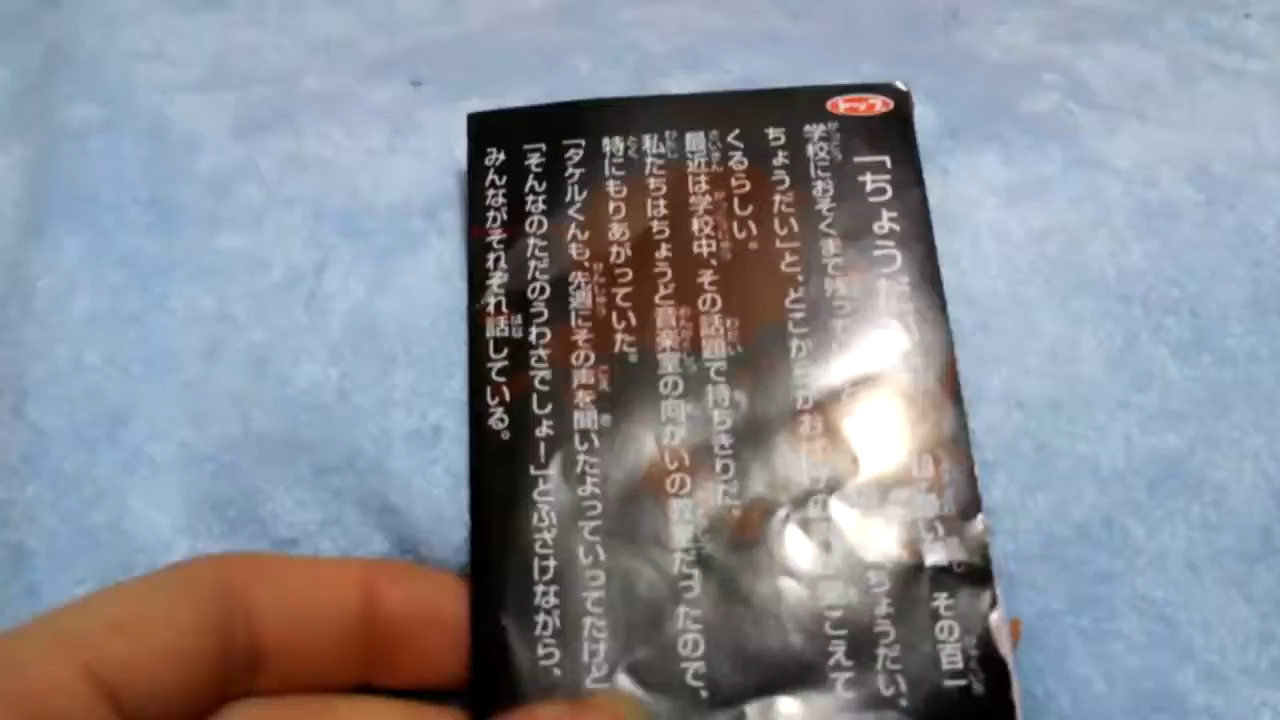 トップ
その百一
「ちょうだ
学校におそくまで残っ ちょうだい、
ちょうだい」と、どこか こえて
くるらしい。
最近は学校中、その話題で持ちきりだ。
私たちはちょうど音楽室の向かいの だったので、
特にもりあがっていた。
「タケルくんも、先週にその声を聞いたよっていってたけど
「そんなのただのうわさでしょー」とふざけながら、
みんながそれぞれ話している。